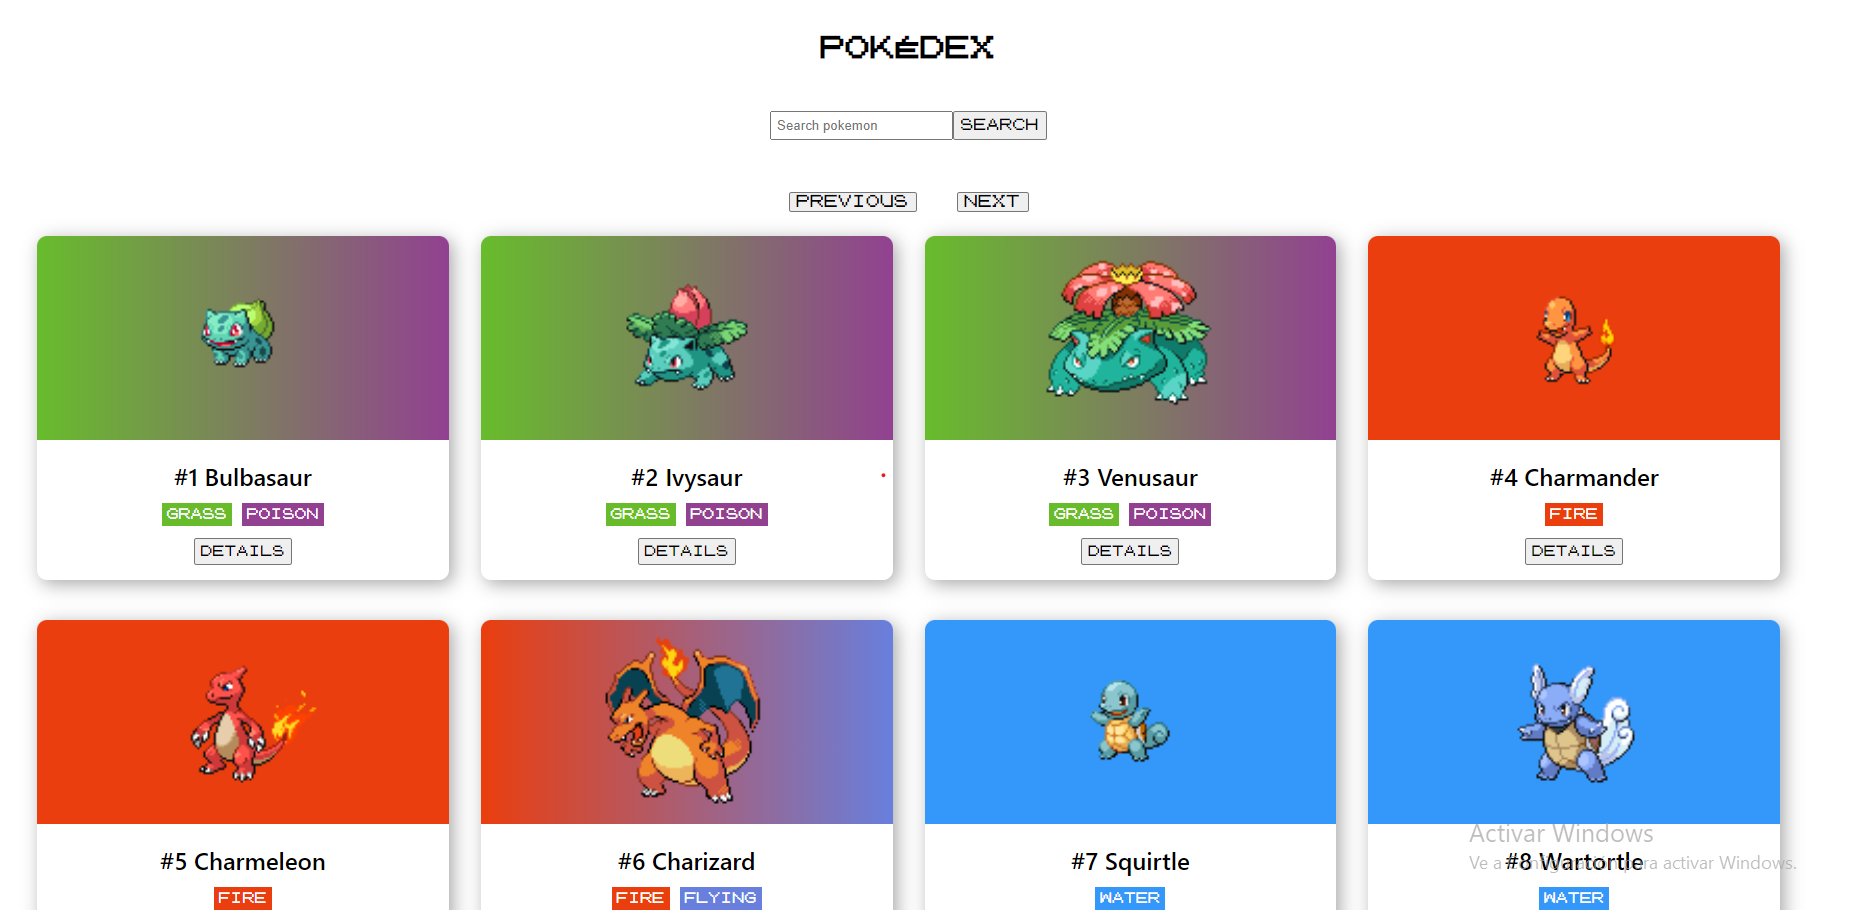 POKéDEX
Search pokemon SEARCH
PREVIOUS NEXT
#1 Bulbasaur
GRASS POISON
DETAILS
#2 Ivysaur
GRASS POISON
DETAILS
#3 Venusaur
GRASS POISON
DETAILS
#4 Charmander
FIRE
DETAILS
#5 Charmeleon
FIRE
#6 Charizard
FIRE FLYING
#7 Squirtle
WATER
#8 Wartortle
WATER
Activar Windows
Ve a Configuración para activar Windows.